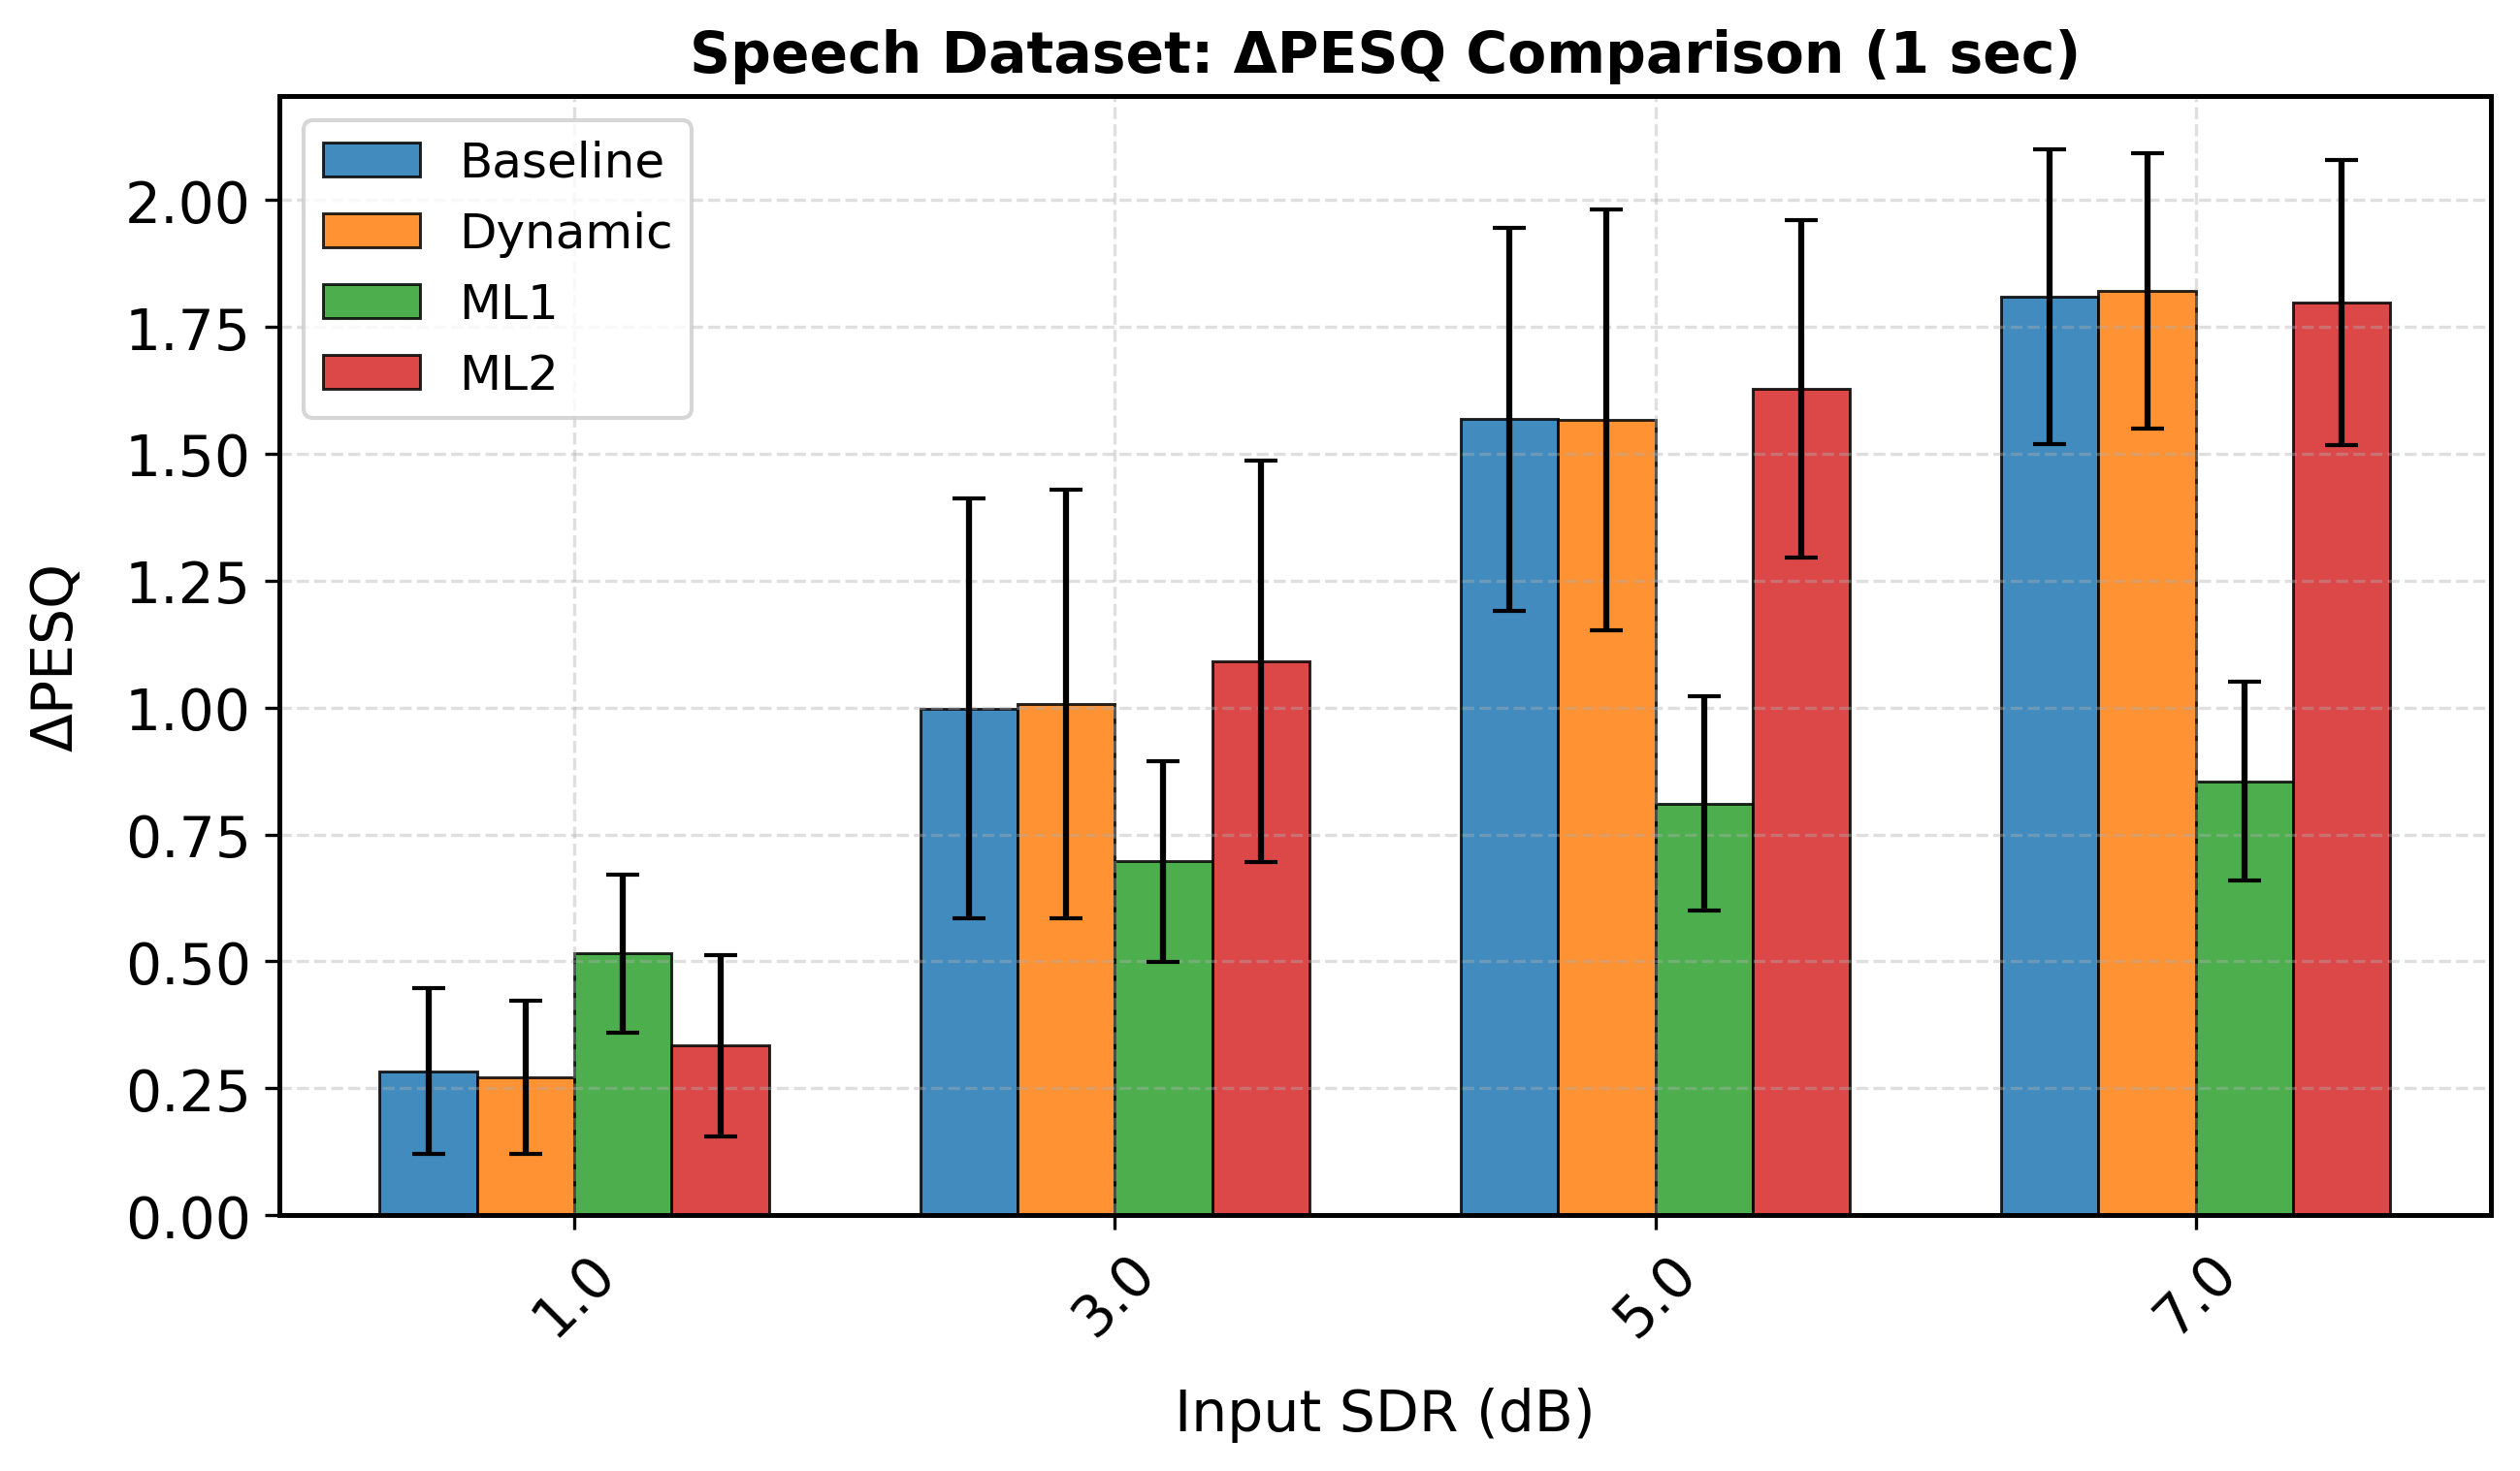 Speech Dataset: ΔPESQ Comparison (1 sec)
Baseline
Dynamic
ML1
ML2
ΔPESQ
2.00
1.75
1.50
1.25
1.00
0.75
0.50
0.25
0.00
1.0
3.0
5.0
7.0
Input SDR (dB)